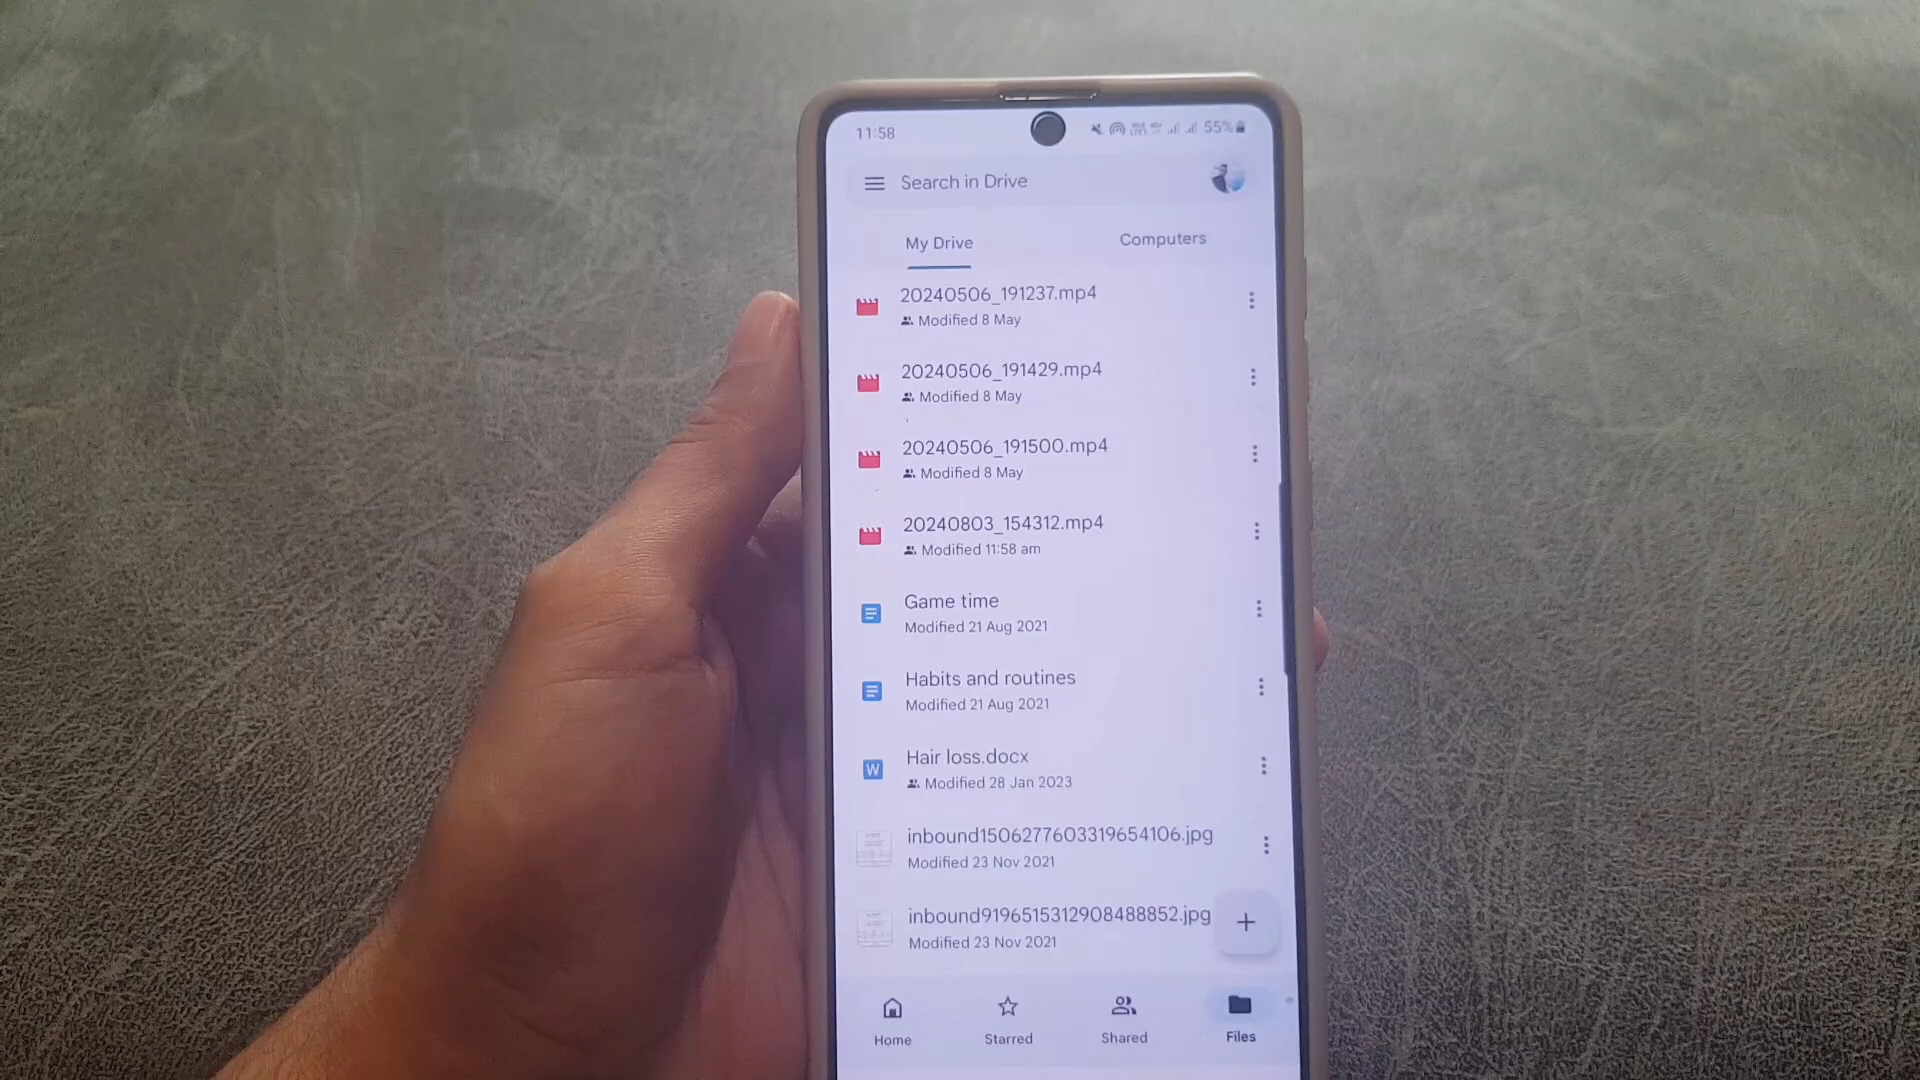 11:58
55%
Search in Drive
My Drive
Computers
20240506_191237.mp4
Modified 8 May
20240506_191429.mp4
Modified 8 May
20240506_191500.mp4
Modified 8 May
20240803_154312.mp4
Modified 11:58 am
Game time
Modified 21 Aug 2021
Habits and routines
Modified 21 Aug 2021
W
Hair loss.docx
Modified 28 Jan 2023
inbound1506277603319654106.jpg
Modified 23 Nov 2021
inbound9196515312908488852.jpg
Modified 23 Nov 2021
Home
Starred
Shared
Files